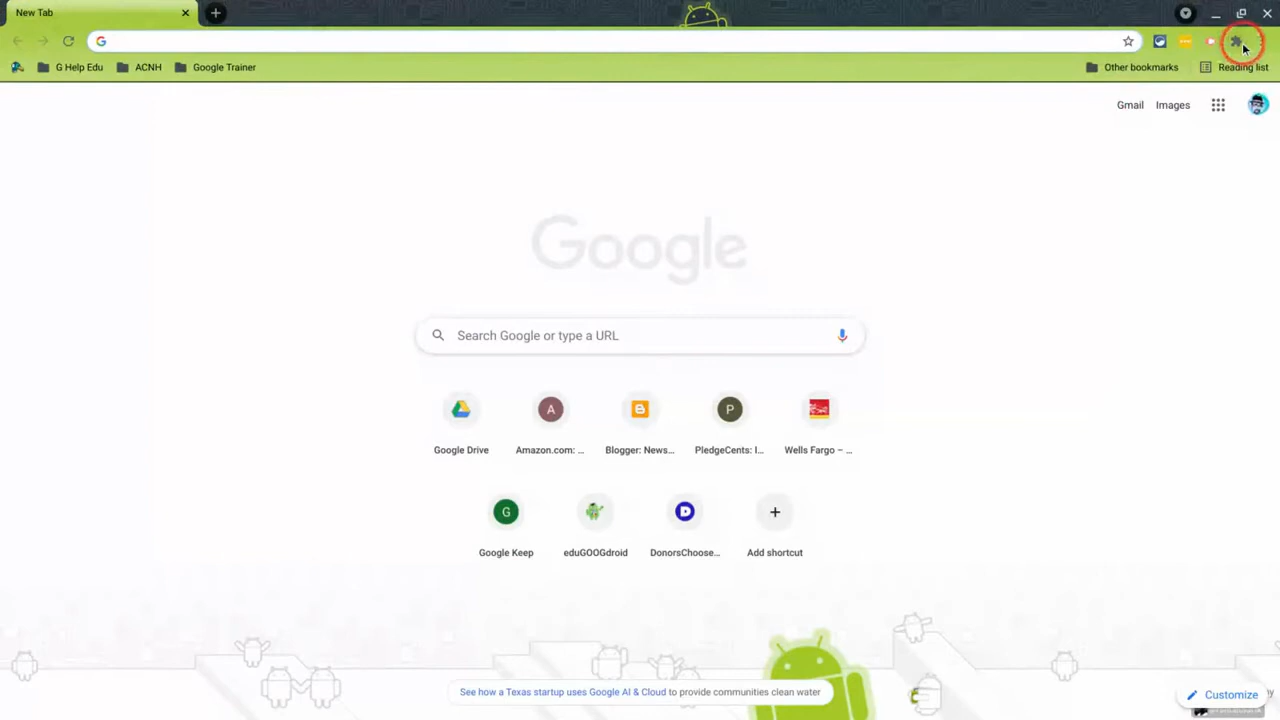 New Tab
G Help Edu
ACNH
Google Trainer
Other bookmarks
Reading list
Gmail
Images
Google
Search Google or type a URL
A
P
Google Drive
Amazon.com: ...
Blogger: News...
PledgeCents: I...
Wells Fargo – ...
G
D
Google Keep
eduGOOGdroid
DonorsChoose...
Add shortcut
See how a Texas startup uses Google AI & Cloud to provide communities clean water
Customize